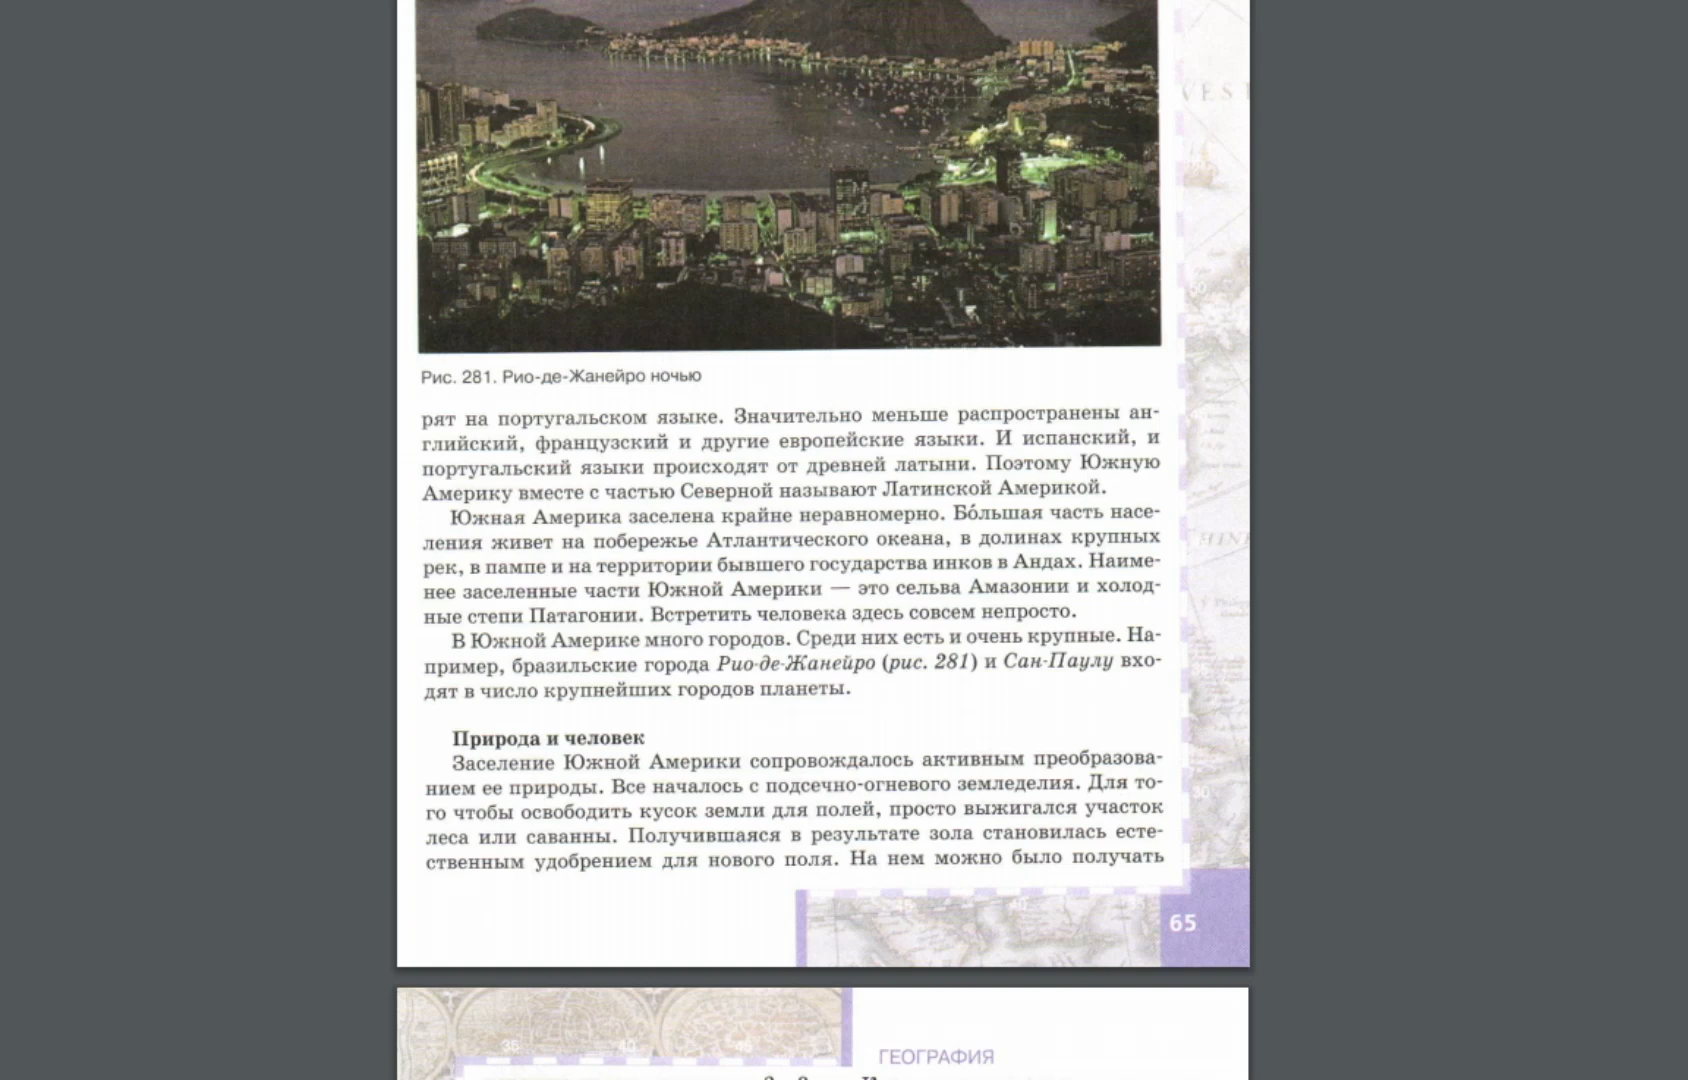 VES
Рис. 281. Рио-де-Жанейро ночью
рят на португальском языке. Значительно меньше распространены ан-
глийский, французский и другие европейские языки. И испанский, и
португальский языки происходят от древней латыни. Поэтому Южную
Америку вместе с частью Северной называют Латинской Америкой.
Южная Америка заселена крайне неравномерно. Бо́льшая часть насе-
ления живет на побережье Атлантического океана, в долинах крупных
рек, в пампе и на территории бывшего государства инков в Андах. Наиме-
нее заселенные части Южной Америки — это сельва Амазонии и холод-
ные степи Патагонии. Встретить человека здесь совсем непросто.
В Южной Америке много городов. Среди них есть и очень крупные. На-
пример, бразильские города Рио-де-Жанейро (рис. 281) и Сан-Паулу вхо-
дят в число крупнейших городов планеты.
Природа и человек
Заселение Южной Америки сопровождалось активным преобразова-
нием ее природы. Все началось с подсечно-огневого земледелия. Для то-
го чтобы освободить кусок земли для полей, просто выжигался участок
леса или саванны. Получившаяся в результате зола становилась есте-
ственным удобрением для нового поля. На нем можно было получать
30
65
35 40 45
ГЕОГРАФИЯ